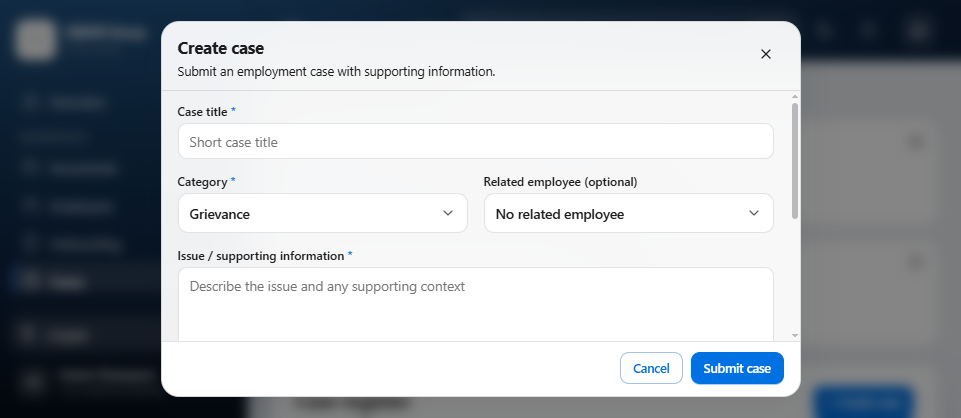 Create case
Submit an employment case with supporting information.
Case title *
Short case title
Category *
Related employee (optional)
Grievance
No related employee
Issue / supporting information *
Describe the issue and any supporting context
Cancel
Submit case